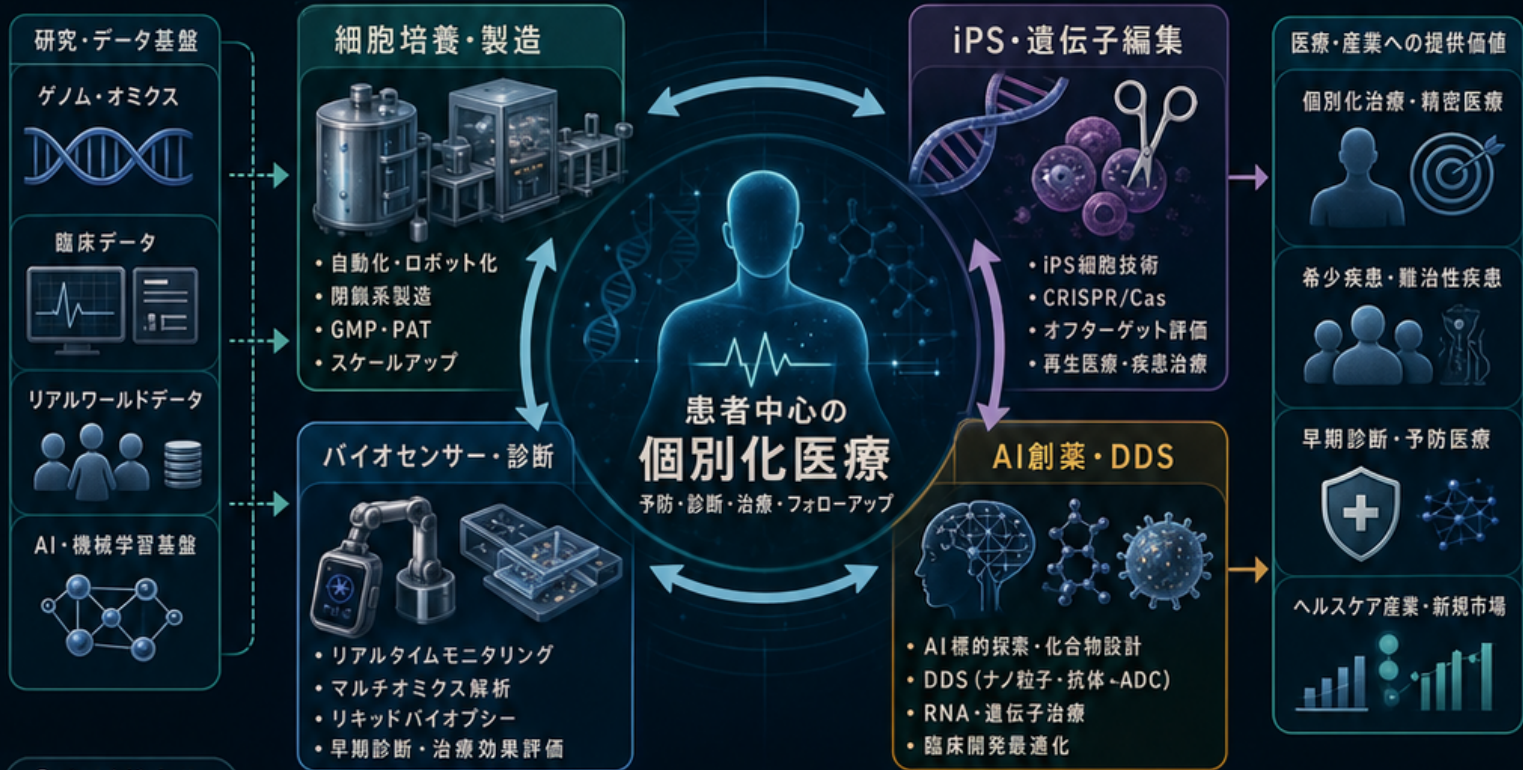 研究・データ基盤
ゲノム・オミクス
臨床データ
リアルワールドデータ
AI・機械学習基盤
細胞培養・製造
・自動化・ロボット化
・閉鎖系製造
・GMP・PAT
・スケールアップ
iPS・遺伝子編集
・iPS細胞技術
・CRISPR/Cas
・オフターゲット評価
・再生医療・疾患治療
患者中心の
個別化医療
予防・診断・治療・フォローアップ
バイオセンサー・診断
・リアルタイムモニタリング
・マルチオミクス解析
・リキッドバイオプシー
・早期診断・治療効果評価
AI創薬・DDS
・AI標的探索・化合物設計
・DDS (ナノ粒子・抗体・ADC)
・RNA・遺伝子治療
・臨床開発最適化
医療・産業への提供価値
個別化治療・精密医療
希少疾患・難治性疾患
早期診断・予防医療
ヘルスケア産業・新規市場